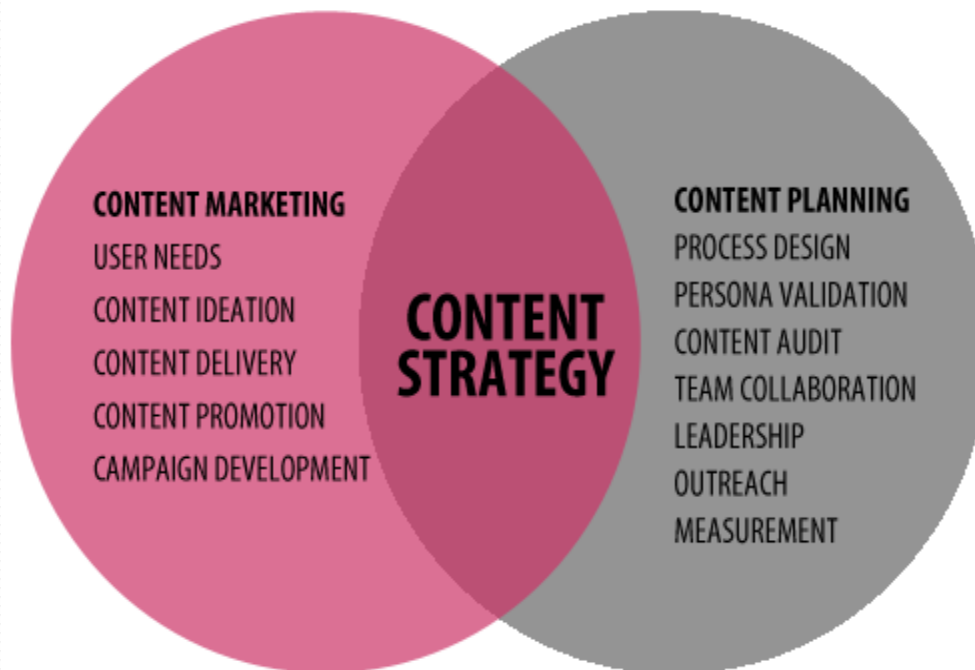 CONTENT MARKETING
USER NEEDS
CONTENT IDEATION
CONTENT DELIVERY
CONTENT PROMOTION
CAMPAIGN DEVELOPMENT
CONTENT
STRATEGY
CONTENT PLANNING
PROCESS DESIGN
PERSONA VALIDATION
CONTENT AUDIT
TEAM COLLABORATION
LEADERSHIP
OUTREACH
MEASUREMENT